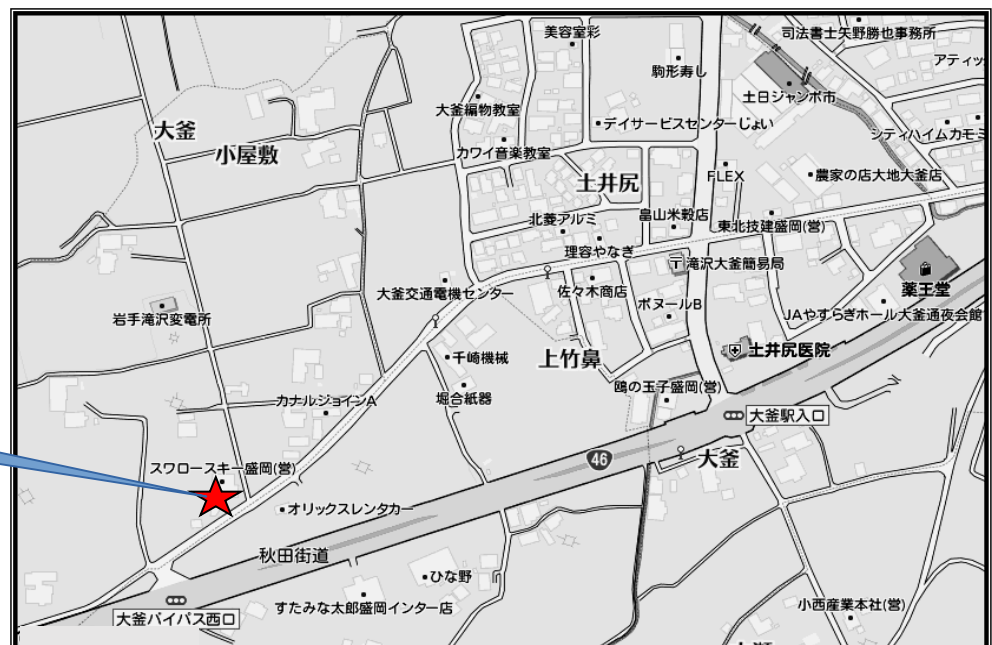 美容室彩
司法書士矢野勝也事務所
駒形寿し
アティッ
土日ジャンボ市
大釜編物教室
大釜
デイサービスセンターじょい
シティハイムカモミ
小屋敷
カワイ音楽教室
土井尻
FLEX
農家の店大地大釜店
北菱アルミ
畠山米穀店
東北技建盛岡(営)
理容やなぎ
滝沢大釜簡易局
大釜交通電機センター
佐々木商店
薬王堂
ボヌールB
岩手滝沢変電所
JAやすらぎホール大釜通夜会館
土井尻医院
千崎機械
上竹鼻
鴎の玉子盛岡(営)
カナルジョインA
堀合紙器
大釜駅入口
46
大釜
スワロースキー盛岡(営)
オリックスレンタカー
秋田街道
ひな野
すたみな太郎盛岡インター店
小西産業本社(営)
大釜バイパス西口